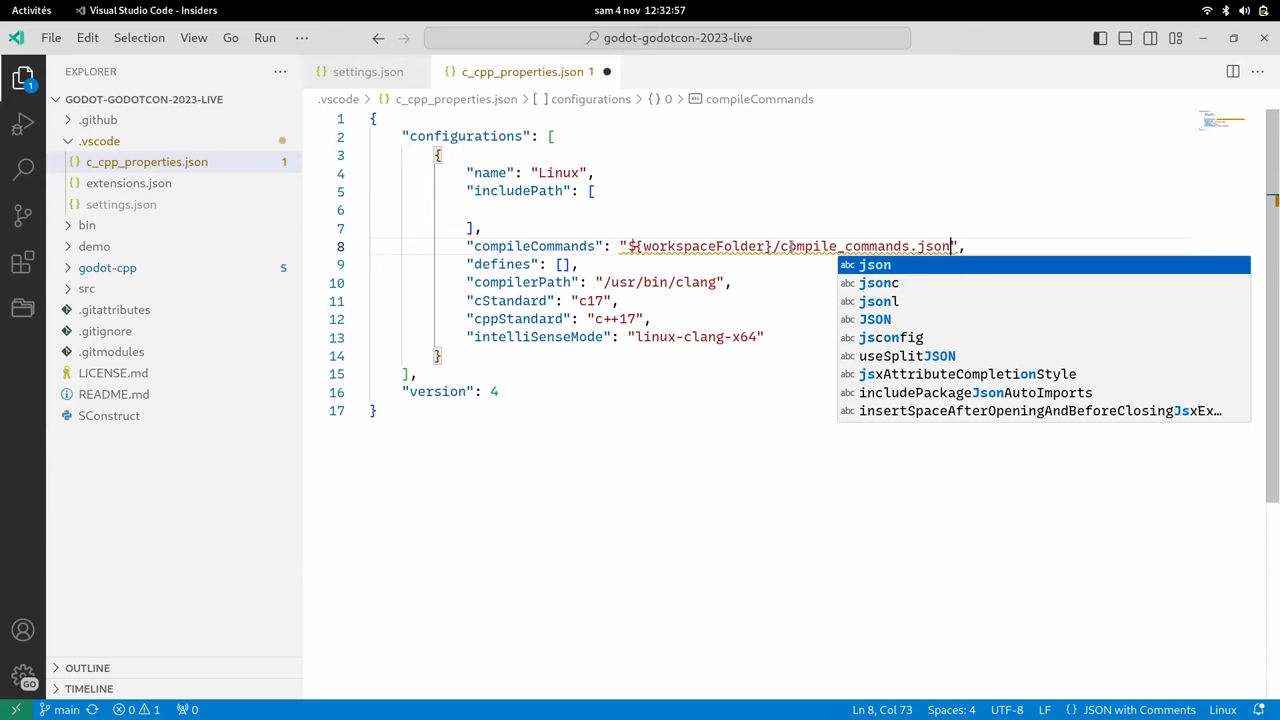 Activités
Visual Studio Code - Insiders
sam 4 nov 12:32:57
File Edit Selection View Go Run ···
godot-godotcon-2023-live
EXPLORER ···
settings.json
{} c_cpp_properties.json 1
.vscode > {} c_cpp_properties.json > [ ] configurations > {} 0 > compileCommands
GODOT-GODOTCON-2023-LIVE
.github
.vscode
{} c_cpp_properties.json 1
{} extensions.json
{} settings.json
bin
demo
godot-cpp S
src
.gitattributes
.gitignore
.gitmodules
LICENSE.md
README.md
SConstruct
OUTLINE
TIMELINE
1 {
2 "configurations": [
3 {
4 "name": "Linux",
5 "includePath": [
6
7 ],
8 "compileCommands": "${workspaceFolder}/compile_commands.json",
9 "defines": [],
10 "compilerPath": "/usr/bin/clang",
11 "cStandard": "c17",
12 "cppStandard": "c++17",
13 "intelliSenseMode": "linux-clang-x64"
14 }
15 ],
16 "version": 4
17 }
abc json
abc jsonc
abc jsonl
abc JSON
abc jsconfig
abc useSplitJSON
abc jsxAttributeCompletionStyle
abc includePackageJsonAutoImports
abc insertSpaceAfterOpeningAndBeforeClosingJsxEx…
1
GO
main 0 1 0
Ln 8, Col 73 Spaces: 4 UTF-8 LF {} JSON with Comments Linux